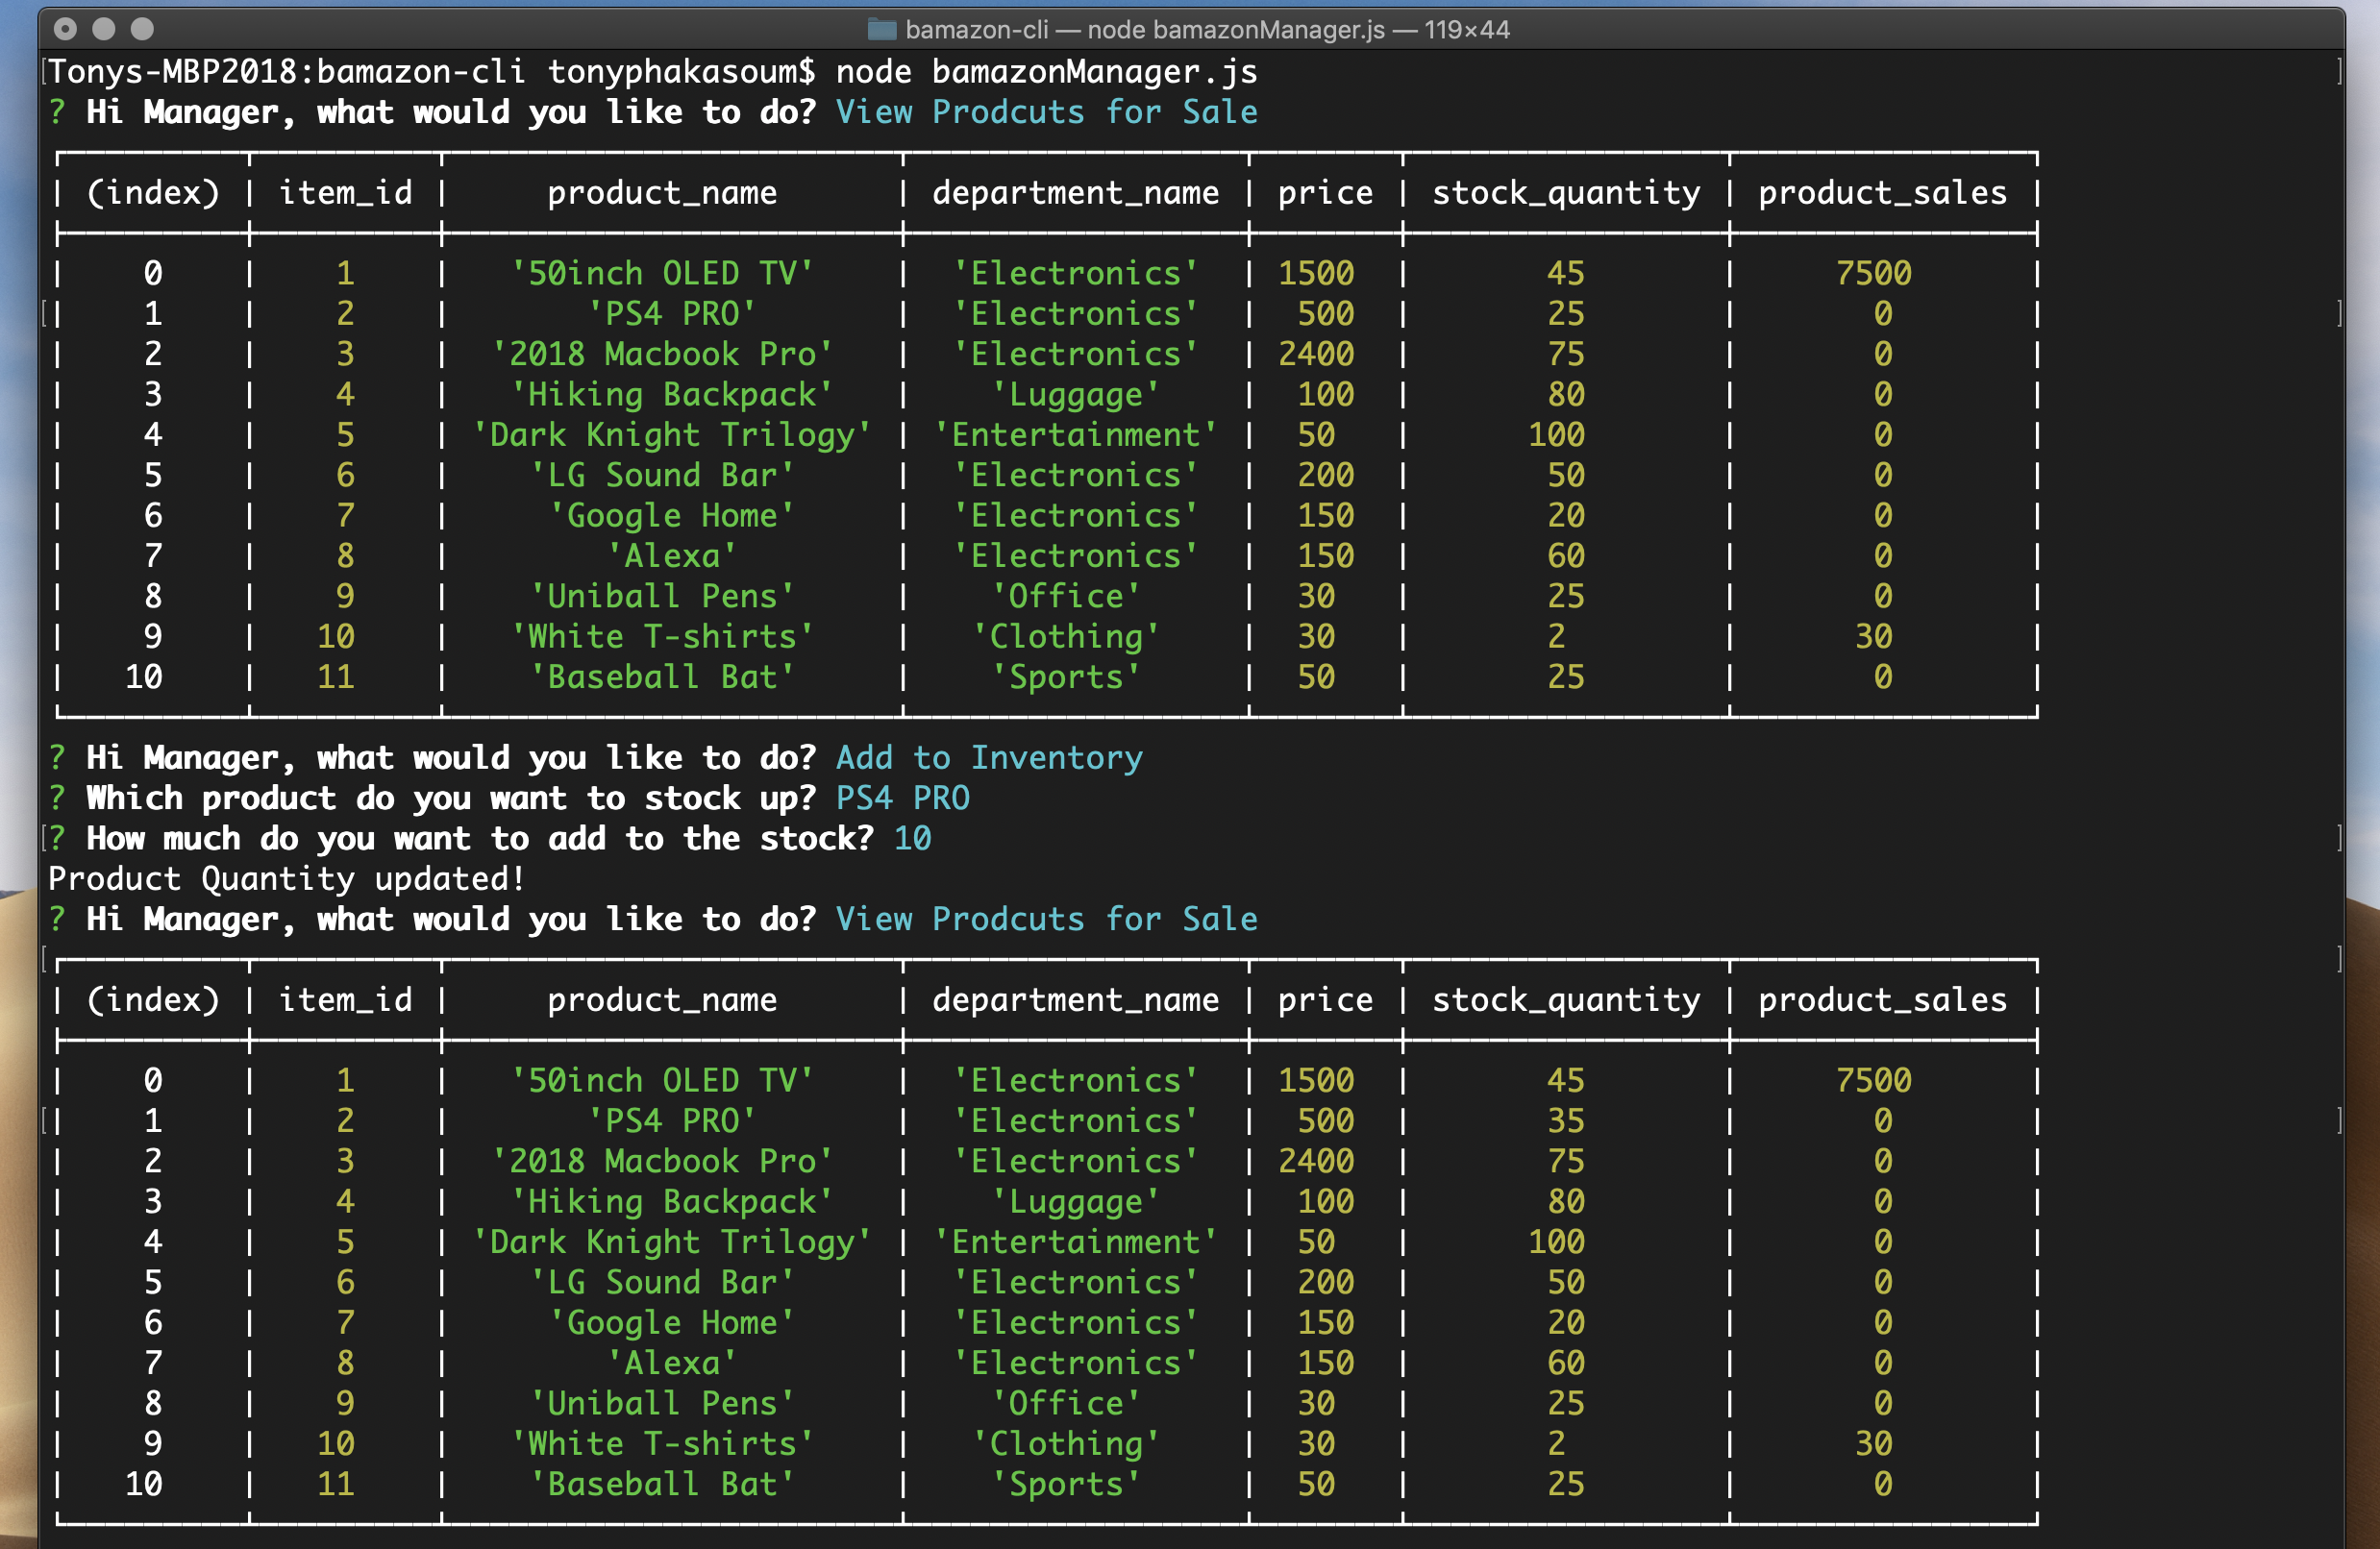 bamazon-cli — node bamazonManager.js — 119×44
Tonys-MBP2018:bamazon-cli tonyphakasoum$ node bamazonManager.js
? Hi Manager, what would you like to do? View Prodcuts for Sale
(index) | item_id | product_name | department_name | price | stock_quantity | product_sales
0 | 1 | '50inch OLED TV' | 'Electronics' | 1500 | 45 | 7500
1 | 2 | 'PS4 PRO' | 'Electronics' | 500 | 25 | 0
2 | 3 | '2018 Macbook Pro' | 'Electronics' | 2400 | 75 | 0
3 | 4 | 'Hiking Backpack' | 'Luggage' | 100 | 80 | 0
4 | 5 | 'Dark Knight Trilogy' | 'Entertainment' | 50 | 100 | 0
5 | 6 | 'LG Sound Bar' | 'Electronics' | 200 | 50 | 0
6 | 7 | 'Google Home' | 'Electronics' | 150 | 20 | 0
7 | 8 | 'Alexa' | 'Electronics' | 150 | 60 | 0
8 | 9 | 'Uniball Pens' | 'Office' | 30 | 25 | 0
9 | 10 | 'White T-shirts' | 'Clothing' | 30 | 2 | 30
10 | 11 | 'Baseball Bat' | 'Sports' | 50 | 25 | 0
? Hi Manager, what would you like to do? Add to Inventory
? Which product do you want to stock up? PS4 PRO
? How much do you want to add to the stock? 10
Product Quantity updated!
? Hi Manager, what would you like to do? View Prodcuts for Sale
(index) | item_id | product_name | department_name | price | stock_quantity | product_sales
0 | 1 | '50inch OLED TV' | 'Electronics' | 1500 | 45 | 7500
1 | 2 | 'PS4 PRO' | 'Electronics' | 500 | 35 | 0
2 | 3 | '2018 Macbook Pro' | 'Electronics' | 2400 | 75 | 0
3 | 4 | 'Hiking Backpack' | 'Luggage' | 100 | 80 | 0
4 | 5 | 'Dark Knight Trilogy' | 'Entertainment' | 50 | 100 | 0
5 | 6 | 'LG Sound Bar' | 'Electronics' | 200 | 50 | 0
6 | 7 | 'Google Home' | 'Electronics' | 150 | 20 | 0
7 | 8 | 'Alexa' | 'Electronics' | 150 | 60 | 0
8 | 9 | 'Uniball Pens' | 'Office' | 30 | 25 | 0
9 | 10 | 'White T-shirts' | 'Clothing' | 30 | 2 | 30
10 | 11 | 'Baseball Bat' | 'Sports' | 50 | 25 | 0